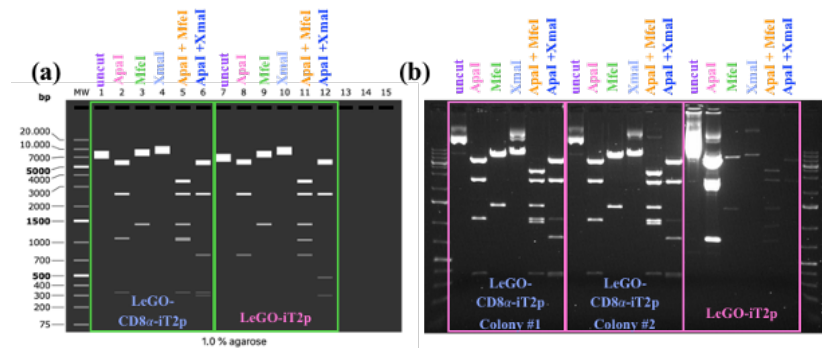 (a)
uncut
ApaI
MfeI
XmaI
ApaI + MfeI
ApaI +XmaI
uncut
ApaI
MfeI
XmaI
ApaI + MfeI
ApaI +XmaI
MW 1 2 3 4 5 6 7 8 9 10 11 12 13 14 15
bp
20.000
10.000
7000
5000
4000
3000
2000
1500
1000
700
500
400
300
200
75
LeGO-
CD8α-iT2p
LeGO-iT2p
1.0 % agarose
(b)
uncut
ApaI
MfeI
XmaI
ApaI + MfeI
ApaI +XmaI
uncut
ApaI
MfeI
XmaI
ApaI + MfeI
ApaI +XmaI
uncut
ApaI
MfeI
XmaI
ApaI + MfeI
ApaI +XmaI
LeGO-
CD8α-iT2p
Colony #1
LeGO-
CD8α-iT2p
Colony #2
LeGO-iT2p